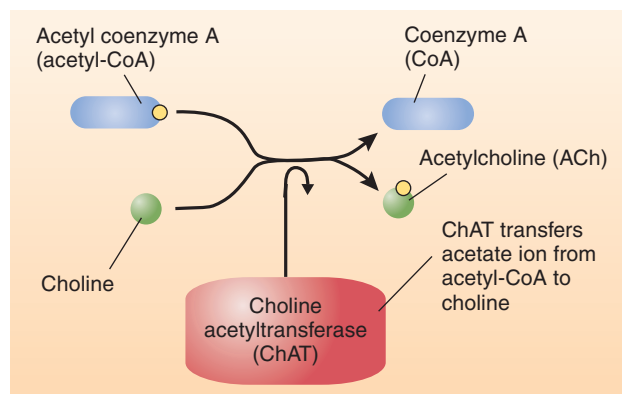 Acetyl coenzyme A
(acetyl-CoA)
Coenzyme A
(CoA)
Acetylcholine (ACh)
Choline
ChAT transfers
acetate ion from
acetyl-CoA to
choline
Choline
acetyltransferase
(ChAT)